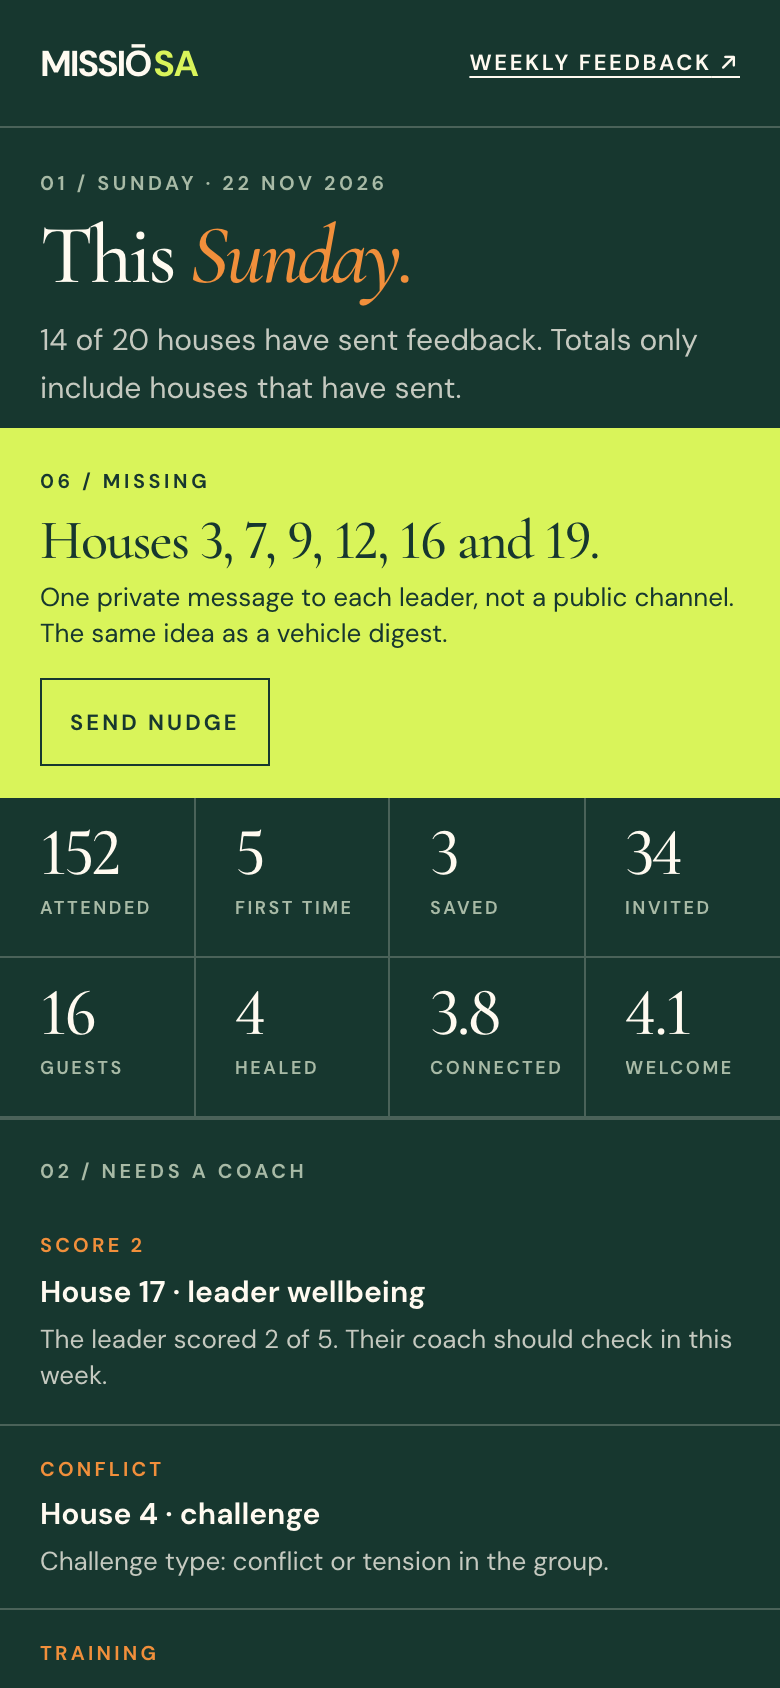 MISSIŌSA
WEEKLY FEEDBACK ↗
01 / SUNDAY · 22 NOV 2026
This Sunday.
14 of 20 houses have sent feedback. Totals only
include houses that have sent.
06 / MISSING
Houses 3, 7, 9, 12, 16 and 19.
One private message to each leader, not a public channel.
The same idea as a vehicle digest.
SEND NUDGE
152
ATTENDED
5
FIRST TIME
3
SAVED
34
INVITED
16
GUESTS
4
HEALED
3.8
CONNECTED
4.1
WELCOME
02 / NEEDS A COACH
SCORE 2
House 17 · leader wellbeing
The leader scored 2 of 5. Their coach should check in this
week.
CONFLICT
House 4 · challenge
Challenge type: conflict or tension in the group.
TRAINING